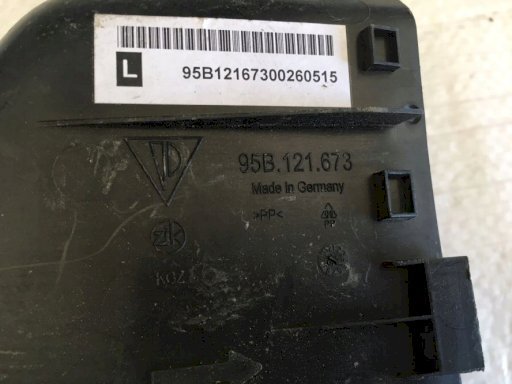 L 95B12167300260515
95B.121.673
Made in Germany
>PP<
PP